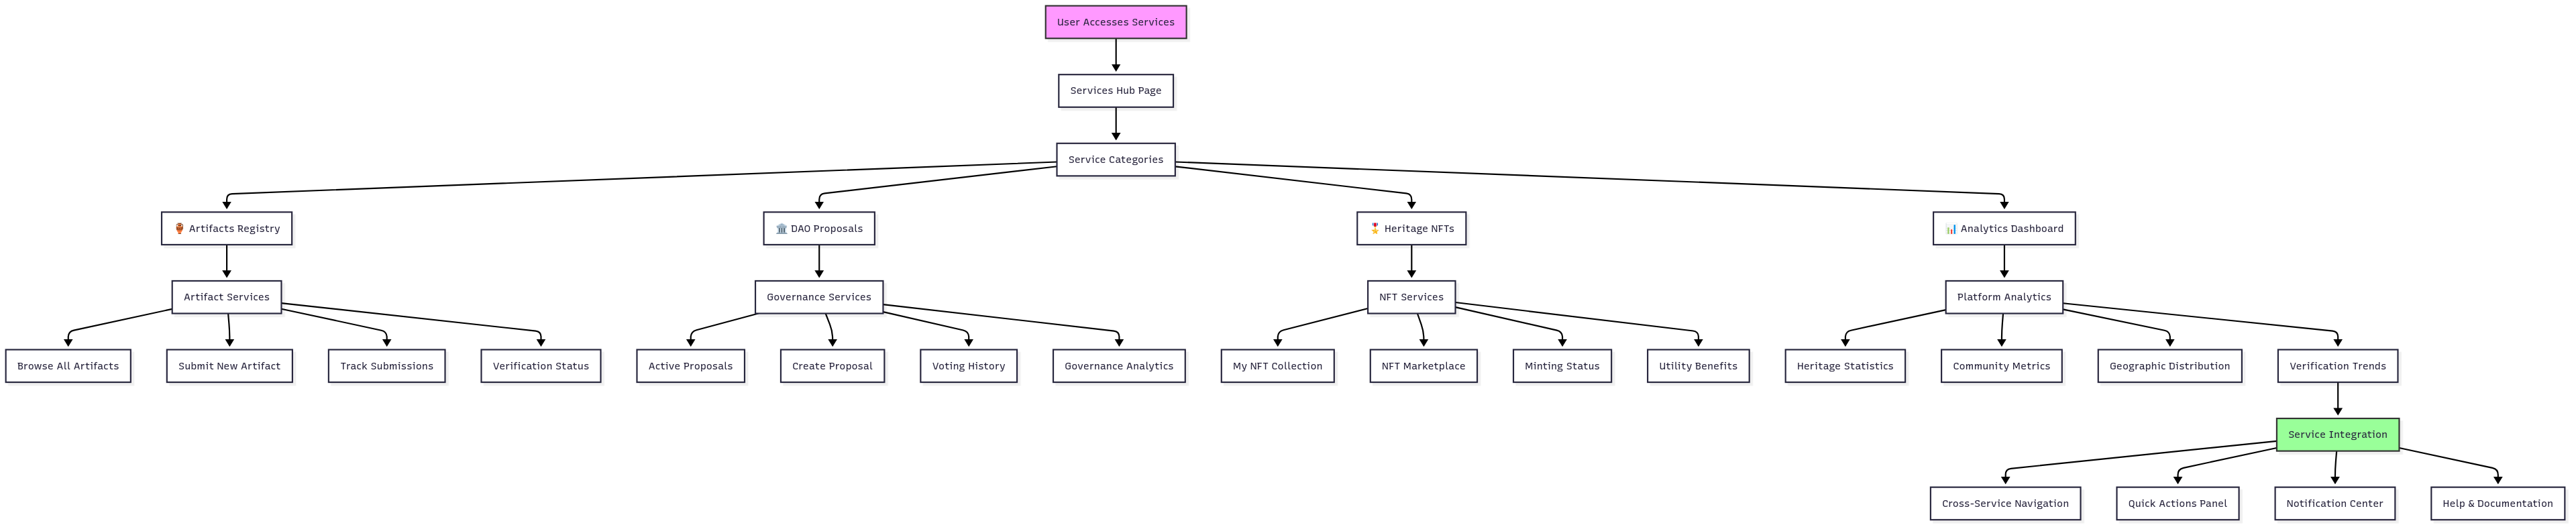 User Accesses Services
Services Hub Page
Service Categories
🏺 Artifacts Registry
🏛️ DAO Proposals
🎖️ Heritage NFTs
📊 Analytics Dashboard
Artifact Services
Governance Services
NFT Services
Platform Analytics
Browse All Artifacts
Submit New Artifact
Track Submissions
Verification Status
Active Proposals
Create Proposal
Voting History
Governance Analytics
My NFT Collection
NFT Marketplace
Minting Status
Utility Benefits
Heritage Statistics
Community Metrics
Geographic Distribution
Verification Trends
Service Integration
Cross-Service Navigation
Quick Actions Panel
Notification Center
Help & Documentation